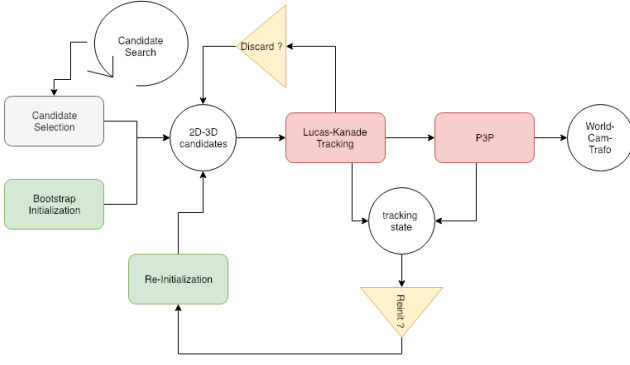 Candidate
Search
Discard ?
Candidate
Selection
2D-3D
candidates
Lucas-Kanade
Tracking
P3P
World-
Cam-
Trafo
Bootstrap
Initialization
tracking
state
Re-Initialization
Reinit ?